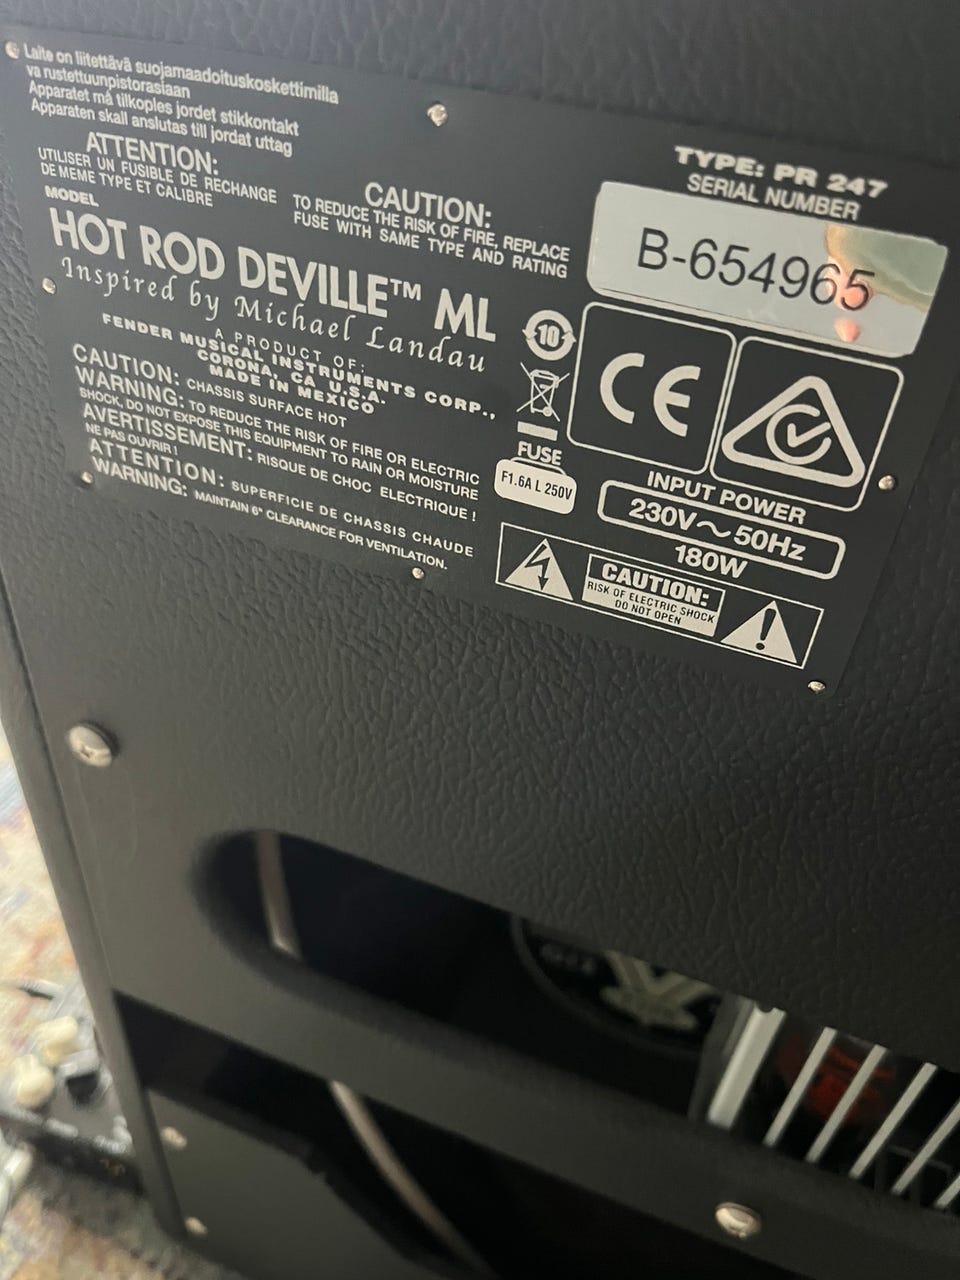 Laite on liitettävä suojamaadoituskoskettimilla
va rustettuunpistorasiaan
Apparatet må tilkoples jordet stikkontakt
Apparaten skall anslutas till jordat uttag
ATTENTION:
UTILISER UN FUSIBLE DE RECHANGE
DE MEME TYPE ET CALIBRE
CAUTION:
TO REDUCE THE RISK OF FIRE, REPLACE
FUSE WITH SAME TYPE AND RATING
TYPE: PR 247
SERIAL NUMBER
B-654965
MODEL
HOT ROD DEVILLE™ ML
Inspired by Michael Landau
A PRODUCT OF:
FENDER MUSICAL INSTRUMENTS CORP.,
CORONA, CA. U.S.A.
MADE IN MEXICO
CAUTION: CHASSIS SURFACE HOT
WARNING: TO REDUCE THE RISK OF FIRE OR ELECTRIC
SHOCK, DO NOT EXPOSE THIS EQUIPMENT TO RAIN OR MOISTURE
AVERTISSEMENT: RISQUE DE CHOC ELECTRIQUE !
NE PAS OUVRIR !
ATTENTION: SUPERFICIE DE CHASSIS CHAUDE
WARNING: MAINTAIN 6" CLEARANCE FOR VENTILATION.
10
CE
FUSE
F1.6A L 250V
INPUT POWER
230V~50Hz
180W
CAUTION:
RISK OF ELECTRIC SHOCK
DO NOT OPEN